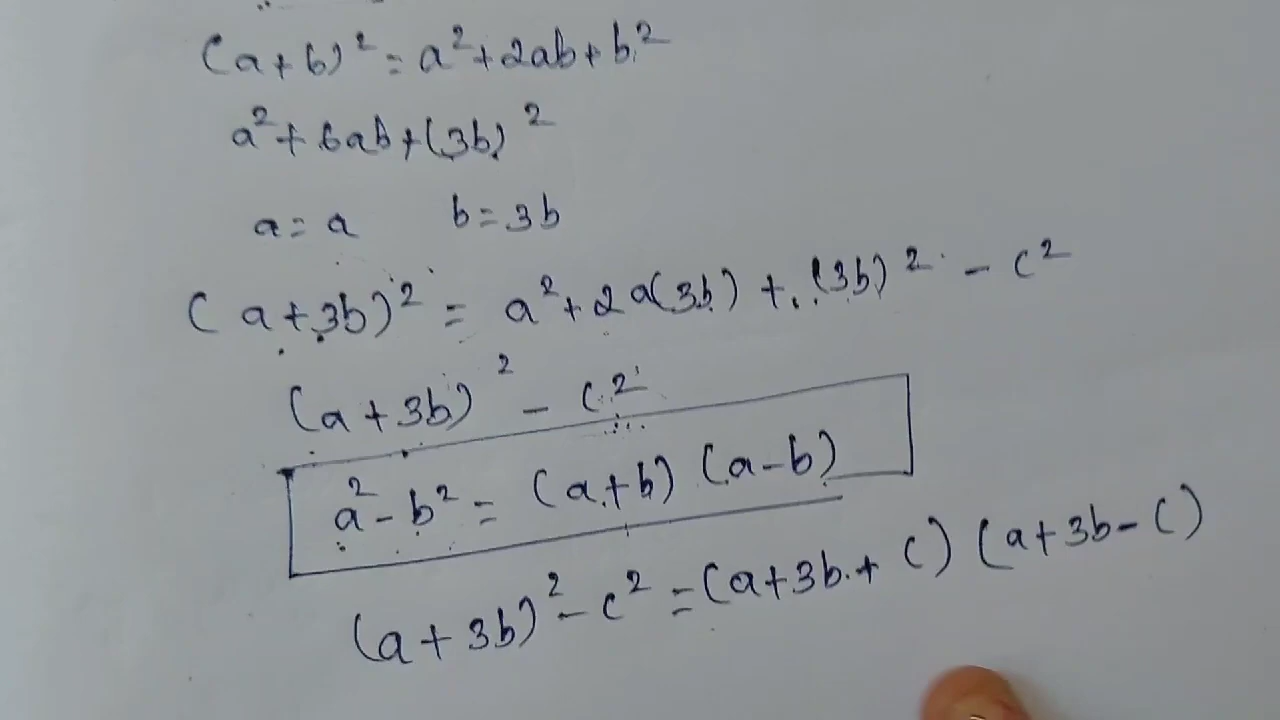 (a+b)² = a²+2ab+b²
a²+6ab+(3b)²
a=a b=3b
(a+3b)² = a²+2a(3b)+(3b)² - c²
(a+3b)² - c²
a²-b² = (a+b) (a-b)
(a+3b)²-c² = (a+3b+c) (a+3b-c)